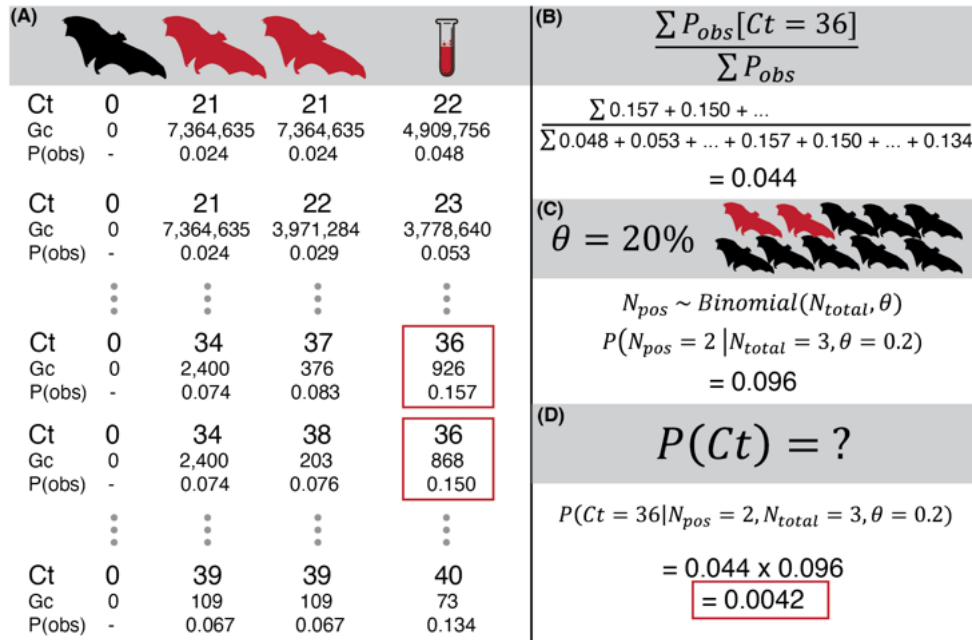 (A)
Ct 0 21 21 22
Gc 0 7,364,635 7,364,635 4,909,756
P(obs) - 0.024 0.024 0.048
Ct 0 21 22 23
Gc 0 7,364,635 3,971,284 3,778,640
P(obs) - 0.024 0.029 0.053
Ct 0 34 37 36
Gc 0 2,400 376 926
P(obs) - 0.074 0.083 0.157
Ct 0 34 38 36
Gc 0 2,400 203 868
P(obs) - 0.074 0.076 0.150
Ct 0 39 39 40
Gc 0 109 109 73
P(obs) - 0.067 0.067 0.134
(B)
∑ P_obs[Ct = 36]
∑ P_obs
∑ 0.157 + 0.150 + ...
∑ 0.048 + 0.053 + ... + 0.157 + 0.150 + ... + 0.134
= 0.044
(C)
θ = 20%
N_pos ~ Binomial(N_total, θ)
P(N_pos = 2 |N_total = 3, θ = 0.2)
= 0.096
(D)
P(Ct) = ?
P(Ct = 36|N_pos = 2, N_total = 3, θ = 0.2)
= 0.044 x 0.096
= 0.0042